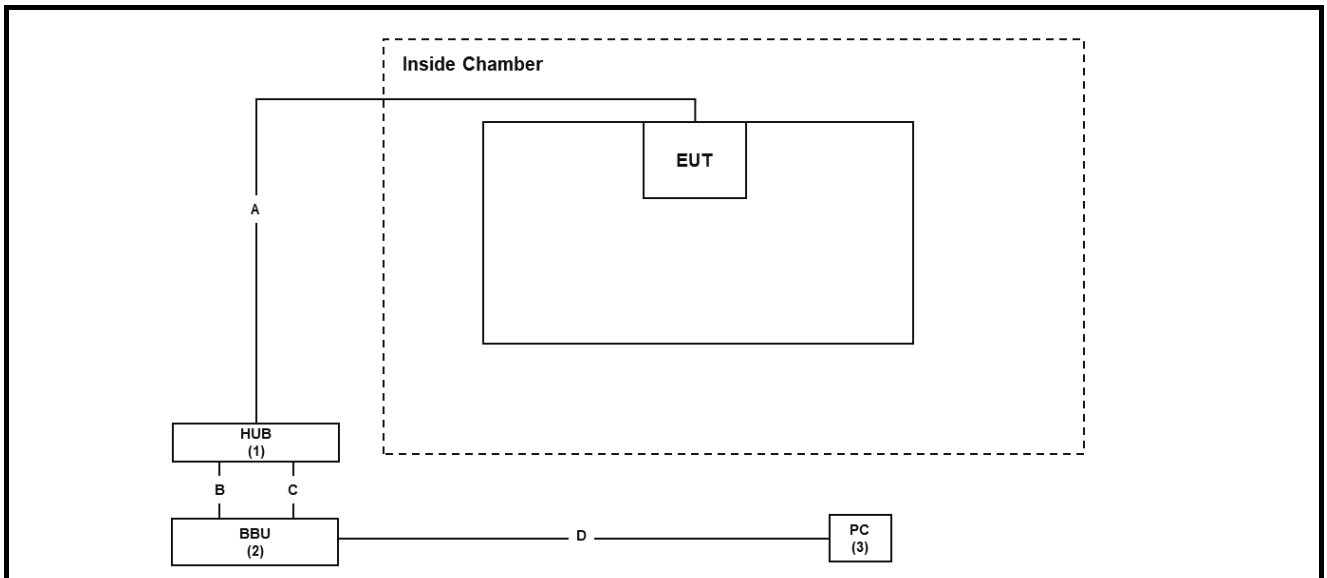 Inside Chamber
EUT
A
HUB
(1)
B
C
BBU
(2)
D
PC
(3)